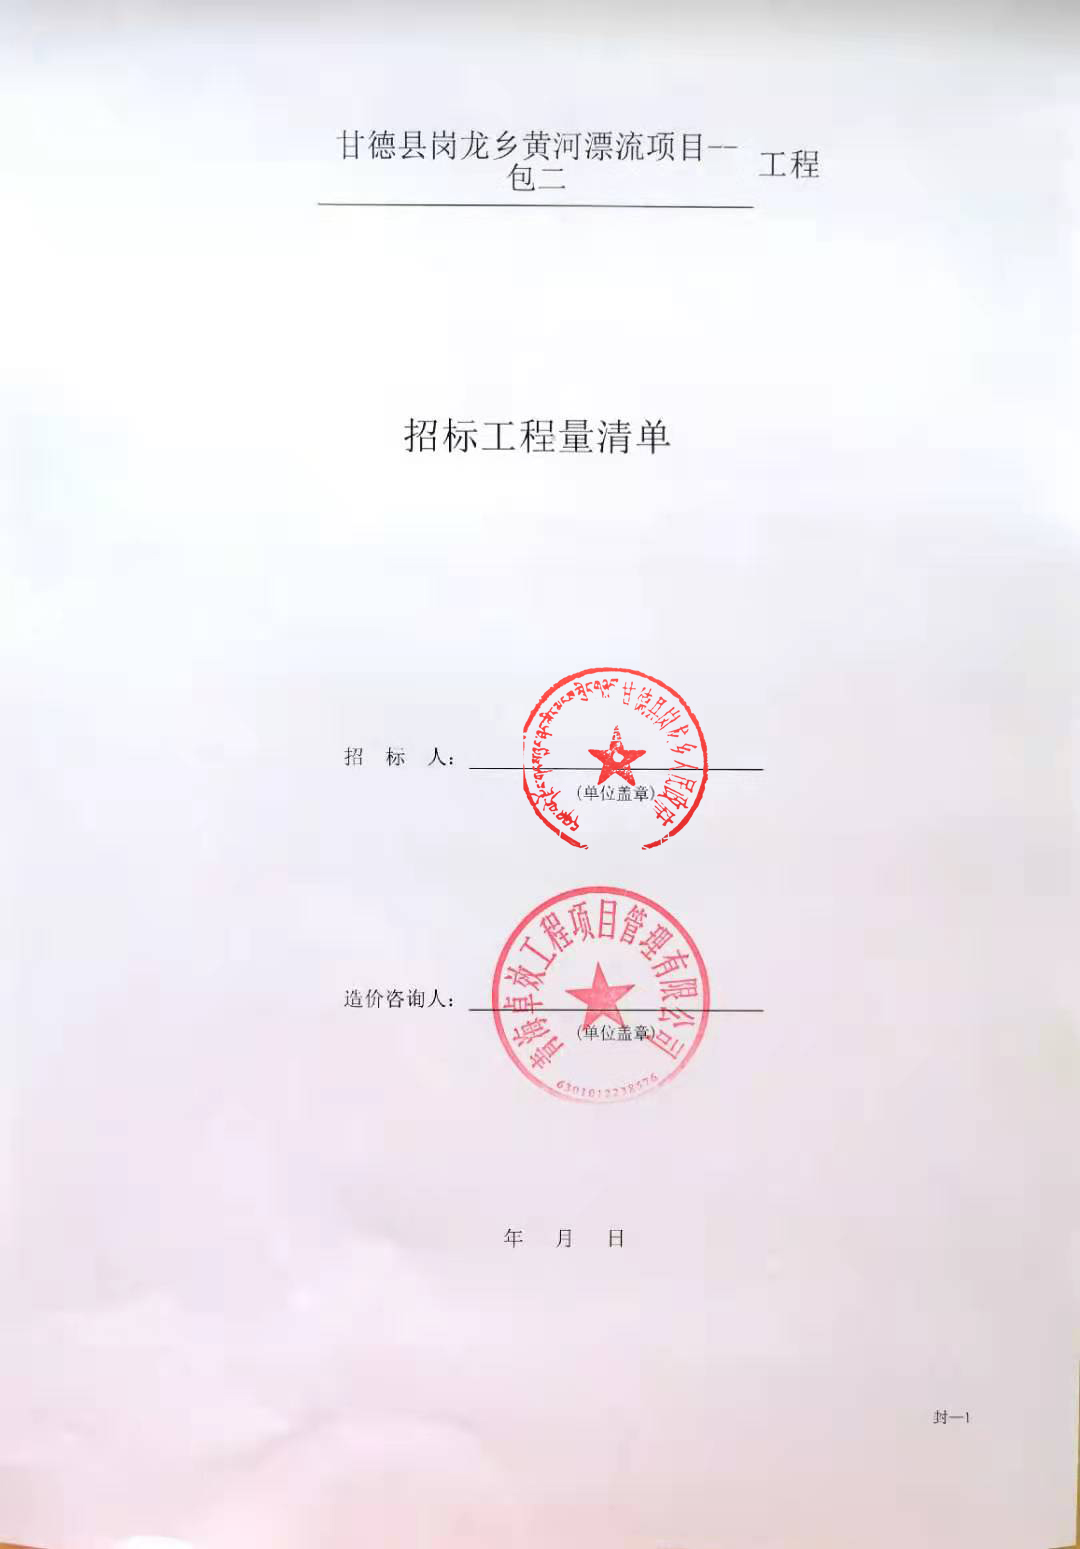 甘德县岗龙乡黄河漂流项目--
包二
工程
招标工程量清单
甘德县岗龙乡人民政府
招 标 人：
(单位盖章)
青海卓效工程项目管理有限公司
造价咨询人：
(单位盖章)
6301012238576
年 月 日
封—1